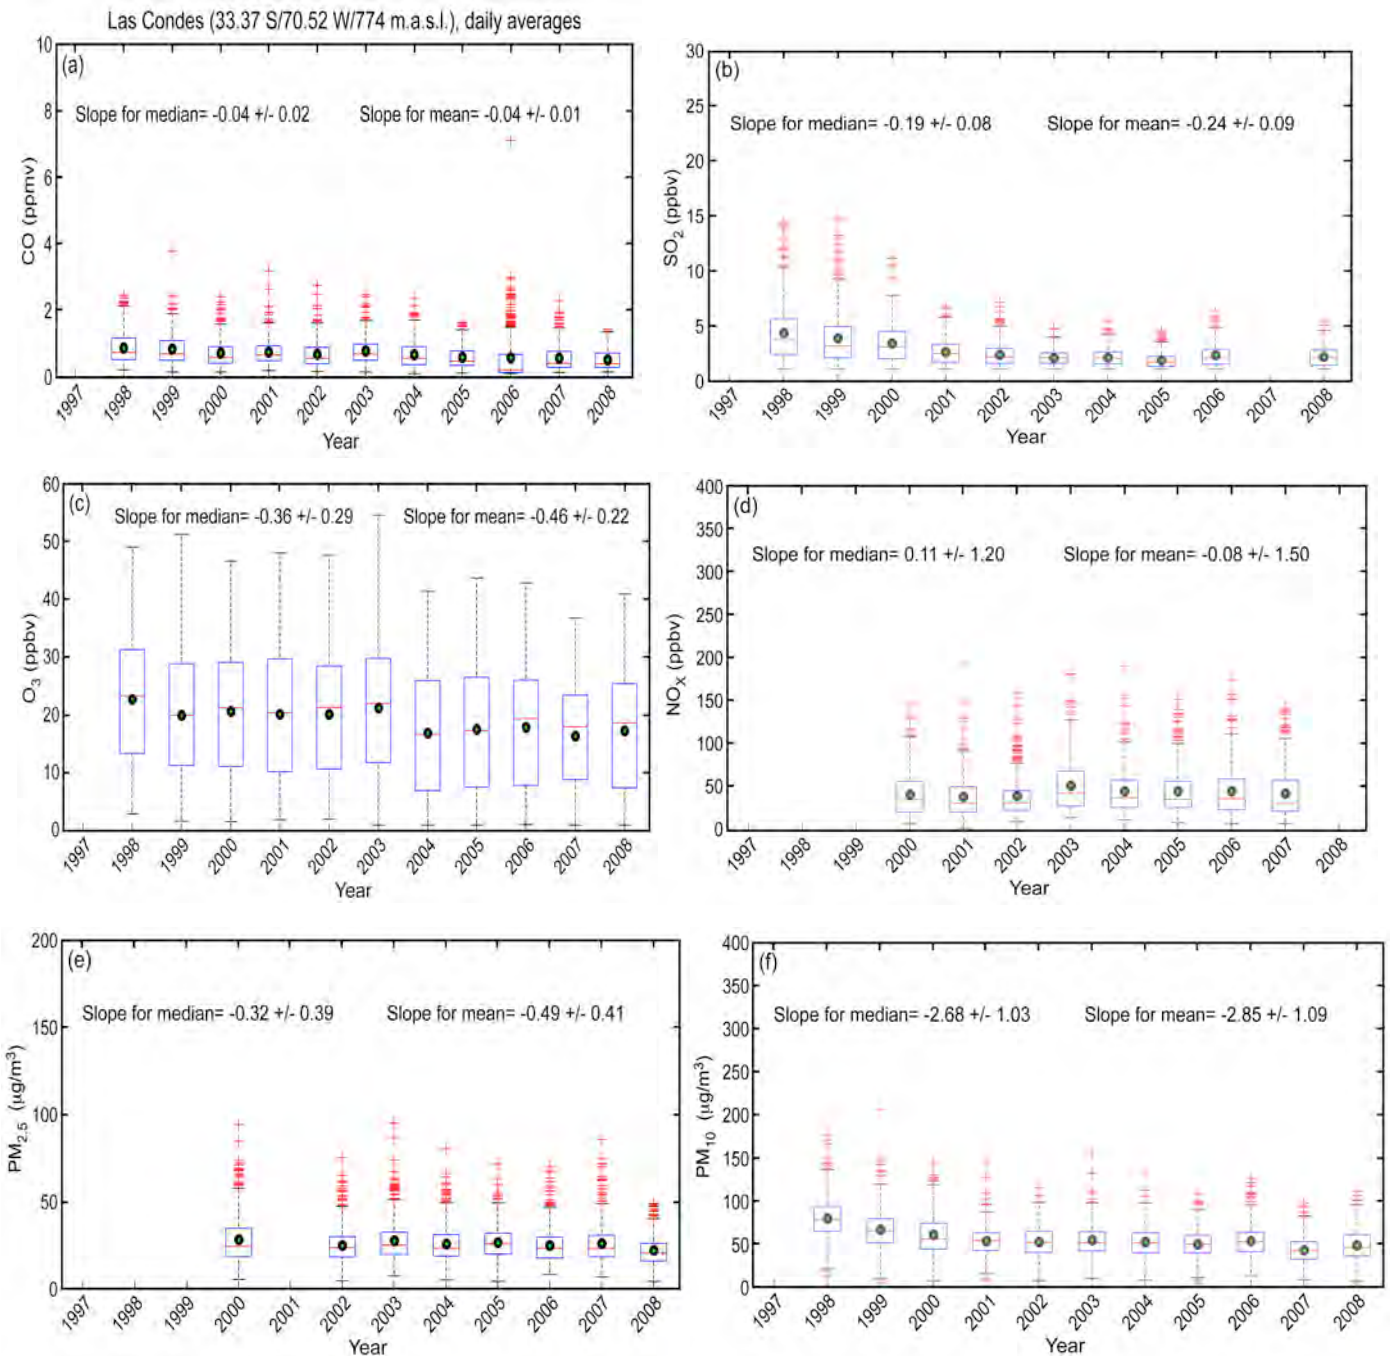 Las Condes (33.37 S/70.52 W/774 m.a.s.l.), daily averages
(a)
Slope for median= -0.04 +/- 0.02 Slope for mean= -0.04 +/- 0.01
CO (ppmv)
10
8
6
4
2
0
1997 1998 1999 2000 2001 2002 2003 2004 2005 2006 2007 2008
Year
(b)
Slope for median= -0.19 +/- 0.08 Slope for mean= -0.24 +/- 0.09
SO2 (ppbv)
30
25
20
15
10
5
0
1997 1998 1999 2000 2001 2002 2003 2004 2005 2006 2007 2008
Year
(c)
Slope for median= -0.36 +/- 0.29 Slope for mean= -0.46 +/- 0.22
O3 (ppbv)
60
50
40
30
20
10
0
1997 1998 1999 2000 2001 2002 2003 2004 2005 2006 2007 2008
Year
(d)
Slope for median= 0.11 +/- 1.20 Slope for mean= -0.08 +/- 1.50
NOX (ppbv)
400
350
300
250
200
150
100
50
0
1997 1998 1999 2000 2001 2002 2003 2004 2005 2006 2007 2008
Year
(e)
Slope for median= -0.32 +/- 0.39 Slope for mean= -0.49 +/- 0.41
PM2.5 (µg/m³)
200
150
100
50
0
1997 1998 1999 2000 2001 2002 2003 2004 2005 2006 2007 2008
Year
(f)
Slope for median= -2.68 +/- 1.03 Slope for mean= -2.85 +/- 1.09
PM10 (µg/m³)
400
350
300
250
200
150
100
50
0
1997 1998 1999 2000 2001 2002 2003 2004 2005 2006 2007 2008
Year